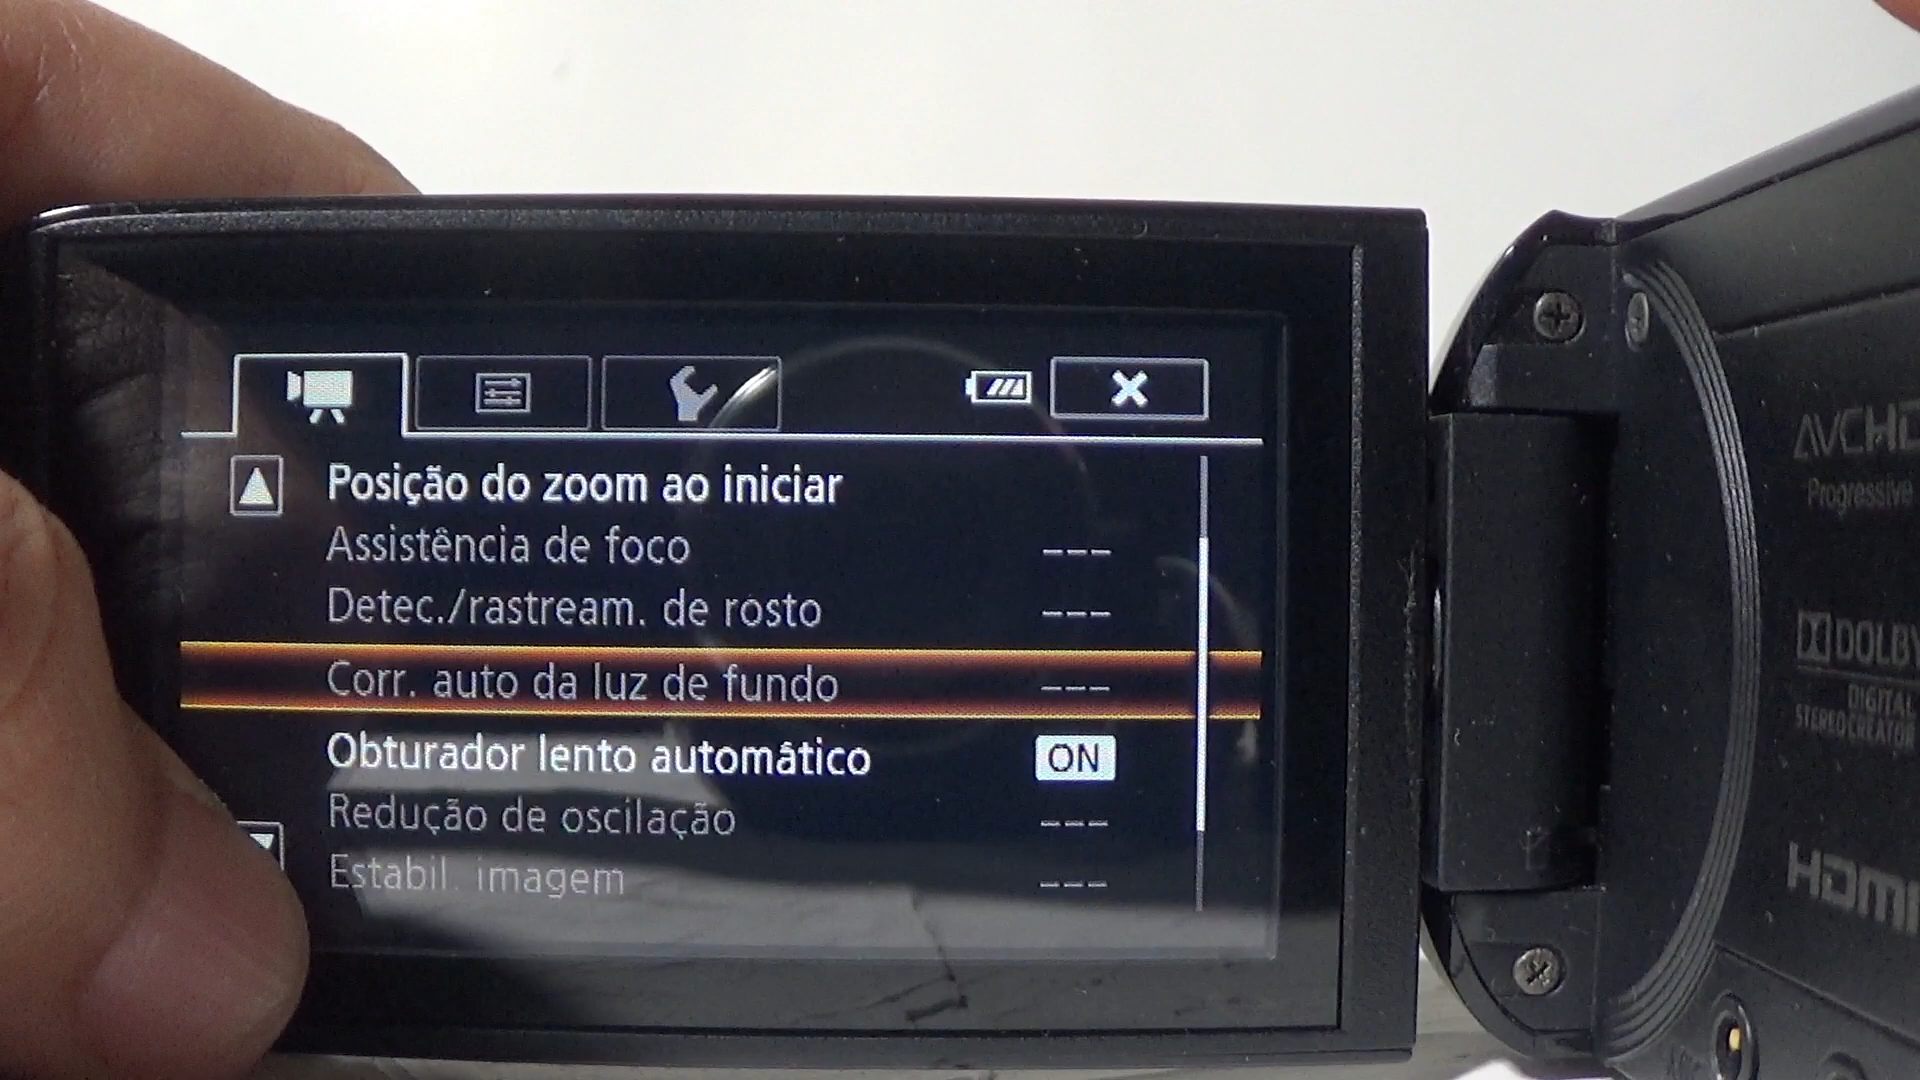 Posição do zoom ao iniciar
Assistência de foco ---
Detec./rastream. de rosto ---
Corr. auto da luz de fundo ---
Obturador lento automático ON
Redução de oscilação ---
Estabil. imagem ---
AVCHD
Progressive
DOLBY
DIGITAL
STEREO CREATOR
HDMI